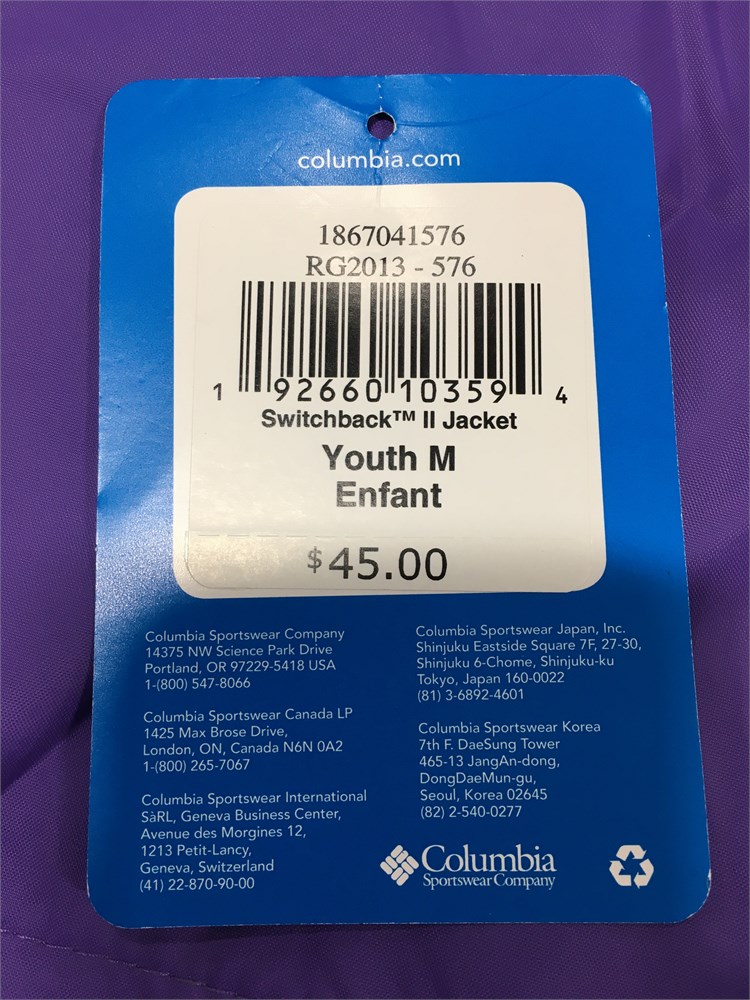 columbia.com
1867041576
RG2013 - 576
1 92660 10359 4
Switchback™ II Jacket
Youth M
Enfant
$45.00
Columbia Sportswear Company
14375 NW Science Park Drive
Portland, OR 97229-5418 USA
1-(800) 547-8066
Columbia Sportswear Canada LP
1425 Max Brose Drive,
London, ON, Canada N6N 0A2
1-(800) 265-7067
Columbia Sportswear International
SàRL, Geneva Business Center,
Avenue des Morgines 12,
1213 Petit-Lancy,
Geneva, Switzerland
(41) 22-870-90-00
Columbia Sportswear Japan, Inc.
Shinjuku Eastside Square 7F, 27-30,
Shinjuku 6-Chome, Shinjuku-ku
Tokyo, Japan 160-0022
(81) 3-6892-4601
Columbia Sportswear Korea
7th F. DaeSung Tower
465-13 JangAn-dong,
DongDaeMun-gu,
Seoul, Korea 02645
(82) 2-540-0277
Columbia
Sportswear Company